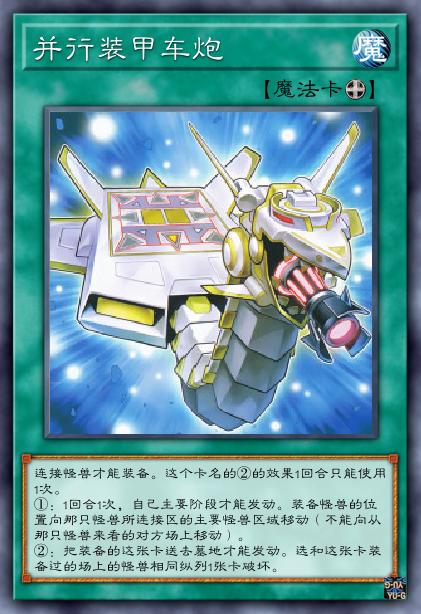 并行装甲车炮
魔
【魔法卡】
连接怪兽才能装备。这个卡名的②的效果1回合只能使用
1次。
①：1回合1次，自己主要阶段才能发动。装备怪兽的位
置向那只怪兽所连接区的主要怪兽区域移动（不能向从
那只怪兽来看的对方场上移动）。
②：把装备的这张卡送去墓地才能发动。选和这张卡装
备过的场上的怪兽相同纵列1张卡破坏。